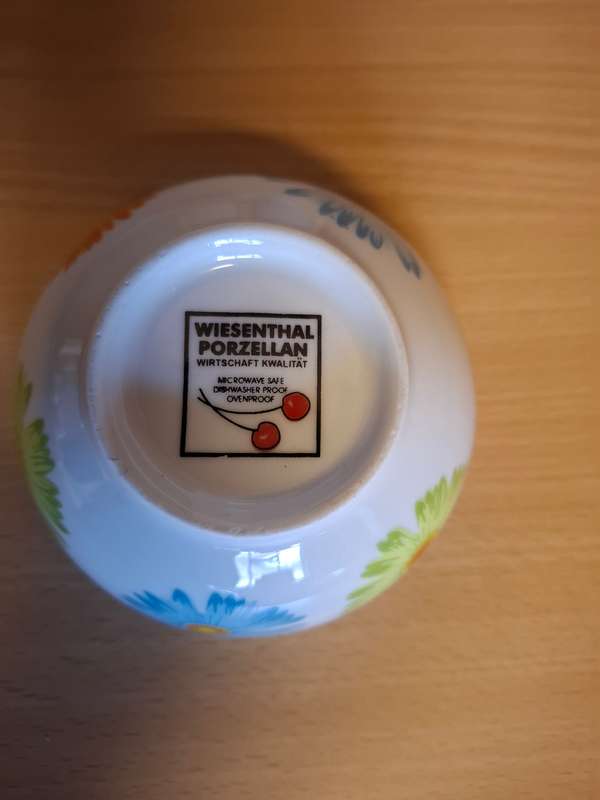 WIESENTHAL
PORZELLAN
WIRTSCHAFT KWALITÄT
MICROWAVE SAFE
DISHWASHER PROOF
OVENPROOF